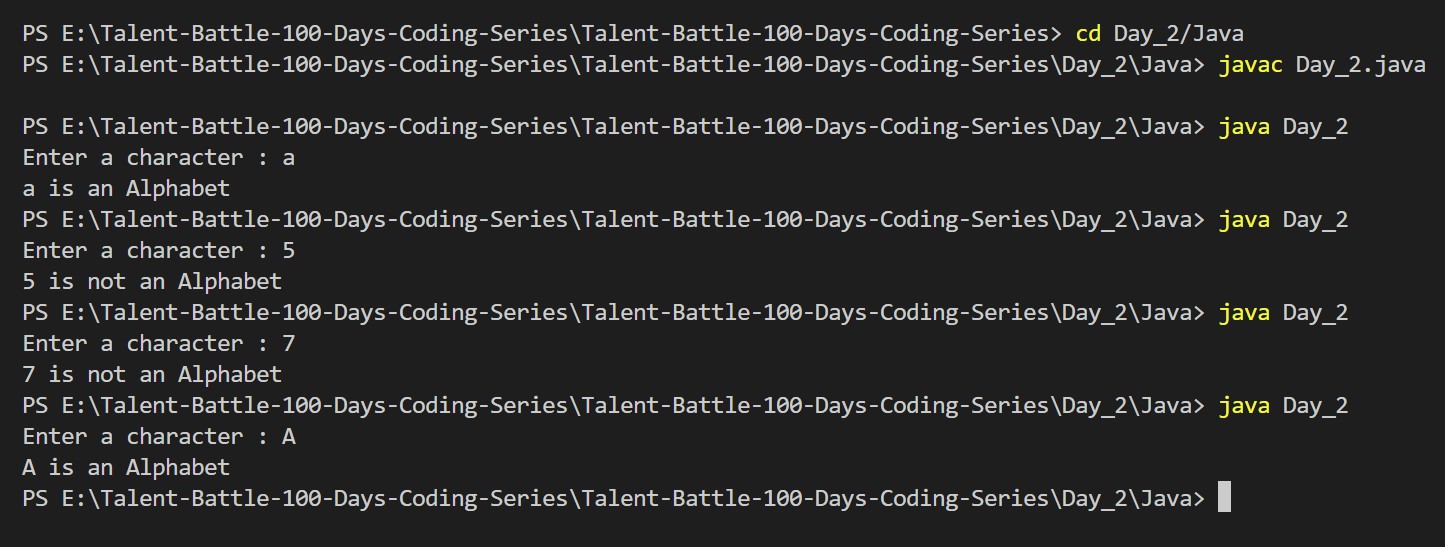 PS E:\Talent-Battle-100-Days-Coding-Series\Talent-Battle-100-Days-Coding-Series> cd Day_2/Java
PS E:\Talent-Battle-100-Days-Coding-Series\Talent-Battle-100-Days-Coding-Series\Day_2\Java> javac Day_2.java
PS E:\Talent-Battle-100-Days-Coding-Series\Talent-Battle-100-Days-Coding-Series\Day_2\Java> java Day_2
Enter a character : a
a is an Alphabet
PS E:\Talent-Battle-100-Days-Coding-Series\Talent-Battle-100-Days-Coding-Series\Day_2\Java> java Day_2
Enter a character : 5
5 is not an Alphabet
PS E:\Talent-Battle-100-Days-Coding-Series\Talent-Battle-100-Days-Coding-Series\Day_2\Java> java Day_2
Enter a character : 7
7 is not an Alphabet
PS E:\Talent-Battle-100-Days-Coding-Series\Talent-Battle-100-Days-Coding-Series\Day_2\Java> java Day_2
Enter a character : A
A is an Alphabet
PS E:\Talent-Battle-100-Days-Coding-Series\Talent-Battle-100-Days-Coding-Series\Day_2\Java>